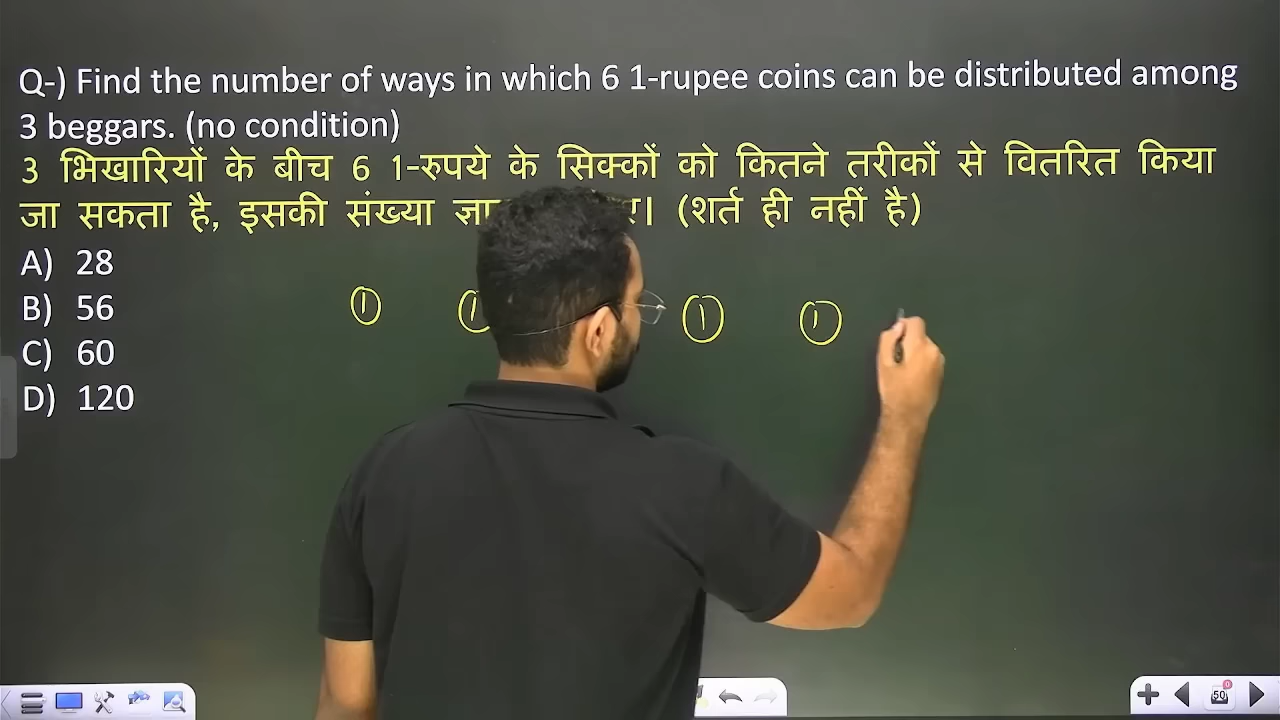 Q-) Find the number of ways in which 6 1-rupee coins can be distributed among
3 beggars. (no condition)
3 भिखारियों के बीच 6 1-रुपये के सिक्कों को कितने तरीकों से वितरित किया
जा सकता है, इसकी संख्या (शर्त ही नहीं है)
A) 28
B) 56
C) 60
D) 120
1 1 1 1
50